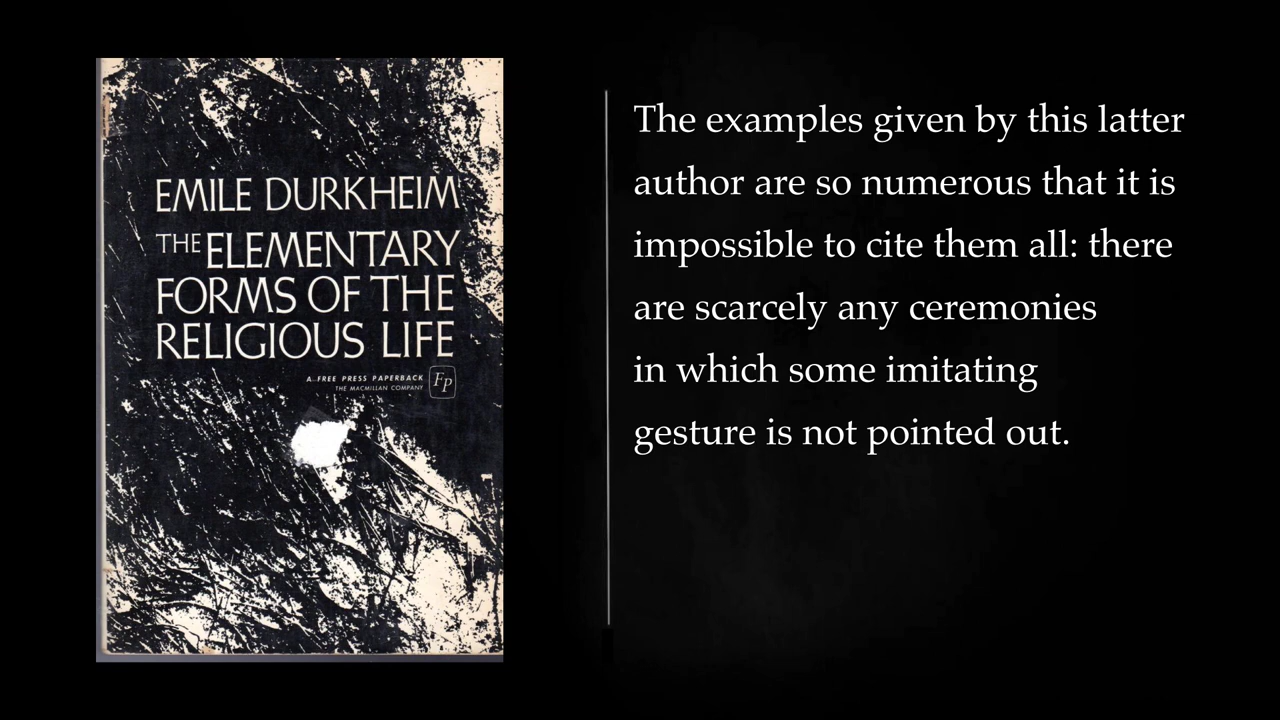 EMILE DURKHEIM
THE ELEMENTARY
FORMS OF THE
RELIGIOUS LIFE
A FREE PRESS PAPERBACK
THE MACMILLAN COMPANY
FP
The examples given by this latter
author are so numerous that it is
impossible to cite them all: there
are scarcely any ceremonies
in which some imitating
gesture is not pointed out.